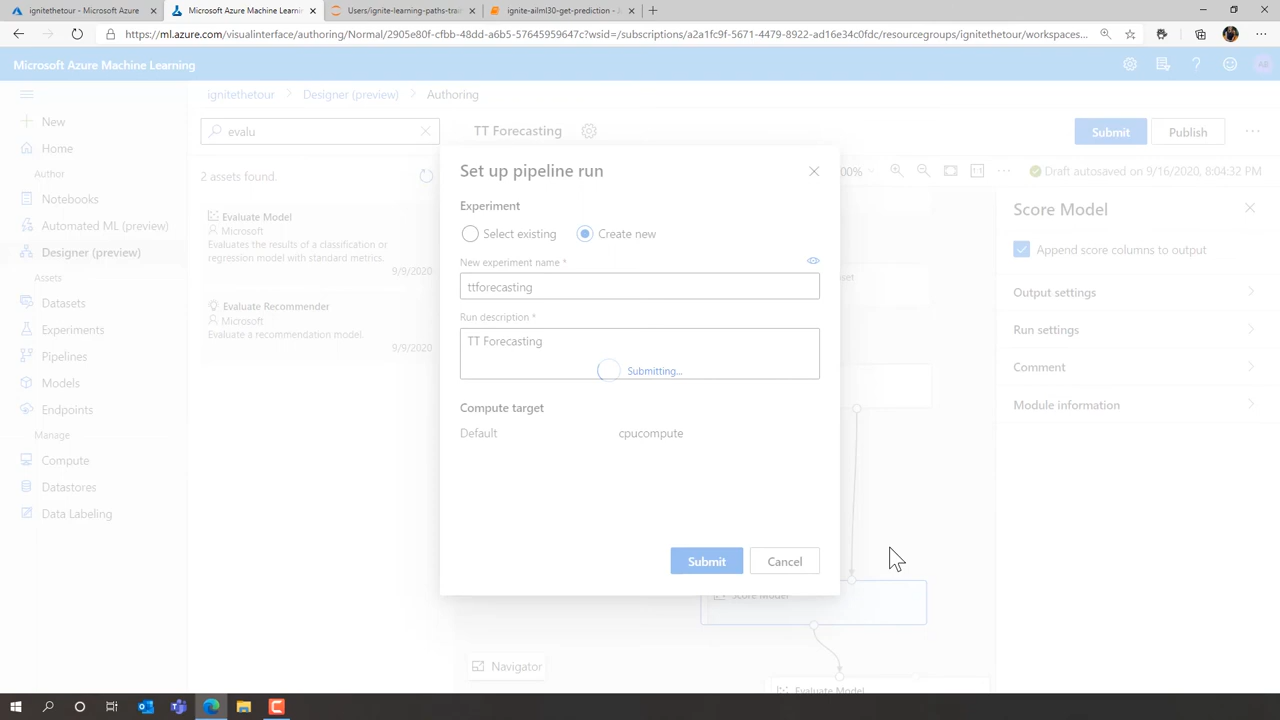 ignitethetour - Microsoft Azure
Microsoft Azure Machine Learnin
Users/ignite-learning-paths-train
ignite-ailml30-get-prediction - A
https://ml.azure.com/visualinterface/authoring/Normal/2905e80f-cfbb-48dd-a6b5-57645959647c?wsid=/subscriptions/a2a1fc9f-5671-4479-8922-ad16e34c0fdc/resourcegroups/ignitethetour/workspaces...
Microsoft Azure Machine Learning
ignitethetour > Designer (preview) > Authoring
New
Home
Author
Notebooks
Automated ML (preview)
Designer (preview)
Assets
Datasets
Experiments
Pipelines
Models
Endpoints
Manage
Compute
Datastores
Data Labeling
evalu
2 assets found.
Evaluate Model
Microsoft
Evaluates the results of a classification or
regression model with standard metrics.
9/9/2020
Evaluate Recommender
Microsoft
Evaluate a recommendation model.
9/9/2020
TT Forecasting
Submit
Publish
00%
1:1
Draft autosaved on 9/16/2020, 8:04:32 PM
Set up pipeline run
Experiment
Select existing
Create new
New experiment name *
ttforecasting
Run description *
TT Forecasting
Submitting...
Compute target
Default
cpucompute
Submit
Cancel
Score Model
Evaluate Model
Navigator
Score Model
Append score columns to output
Output settings
Run settings
Comment
Module information